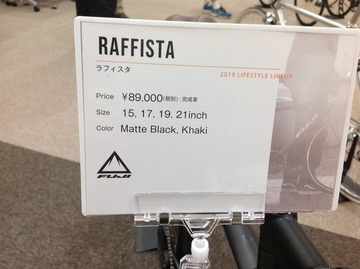 RAFFISTA
ラフィスタ
2019 LIFESTYLE LINEUP
Price ¥89,000(税別):完成車
Size 15, 17, 19, 21inch
Color Matte Black, Khaki
FUJI